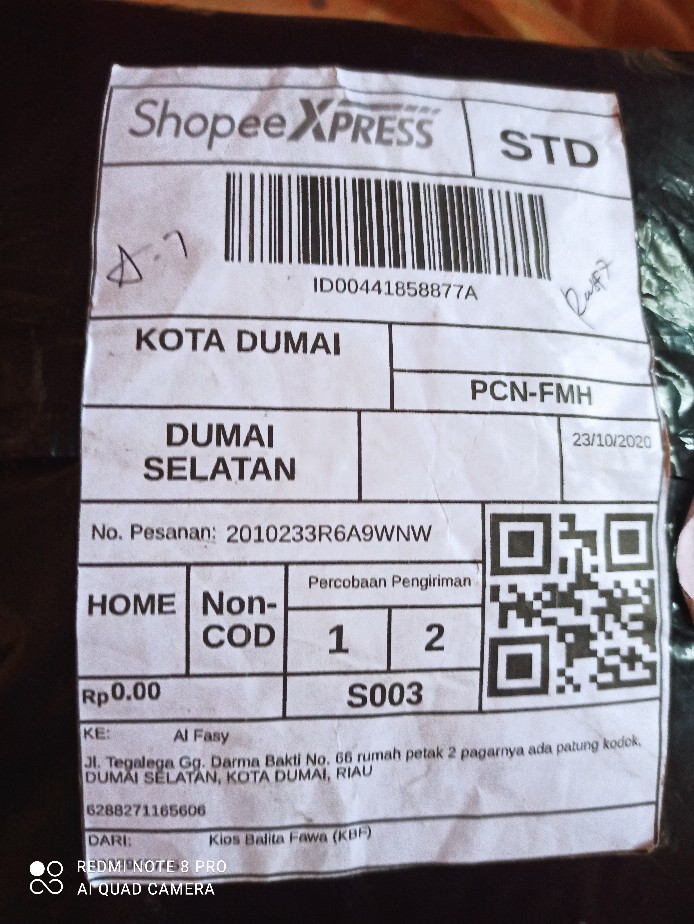 ShopeeXPRESS
STD
ID00441858877A
KOTA DUMAI
PCN-FMH
DUMAI
SELATAN
23/10/2020
No. Pesanan: 2010233R6A9WNW
HOME
Non-
COD
Percobaan Pengiriman
1
2
Rp0.00
S003
KE: Al Fasy
Jl. Tegalega Gg. Darma Bakti No. 66 rumah petak 2 pagarnya ada patung kodok,
DUMAI SELATAN, KOTA DUMAI, RIAU
6288271165606
DARI: Kios Balita Fawa (KBF)
REDMI NOTE 8 PRO
AI QUAD CAMERA